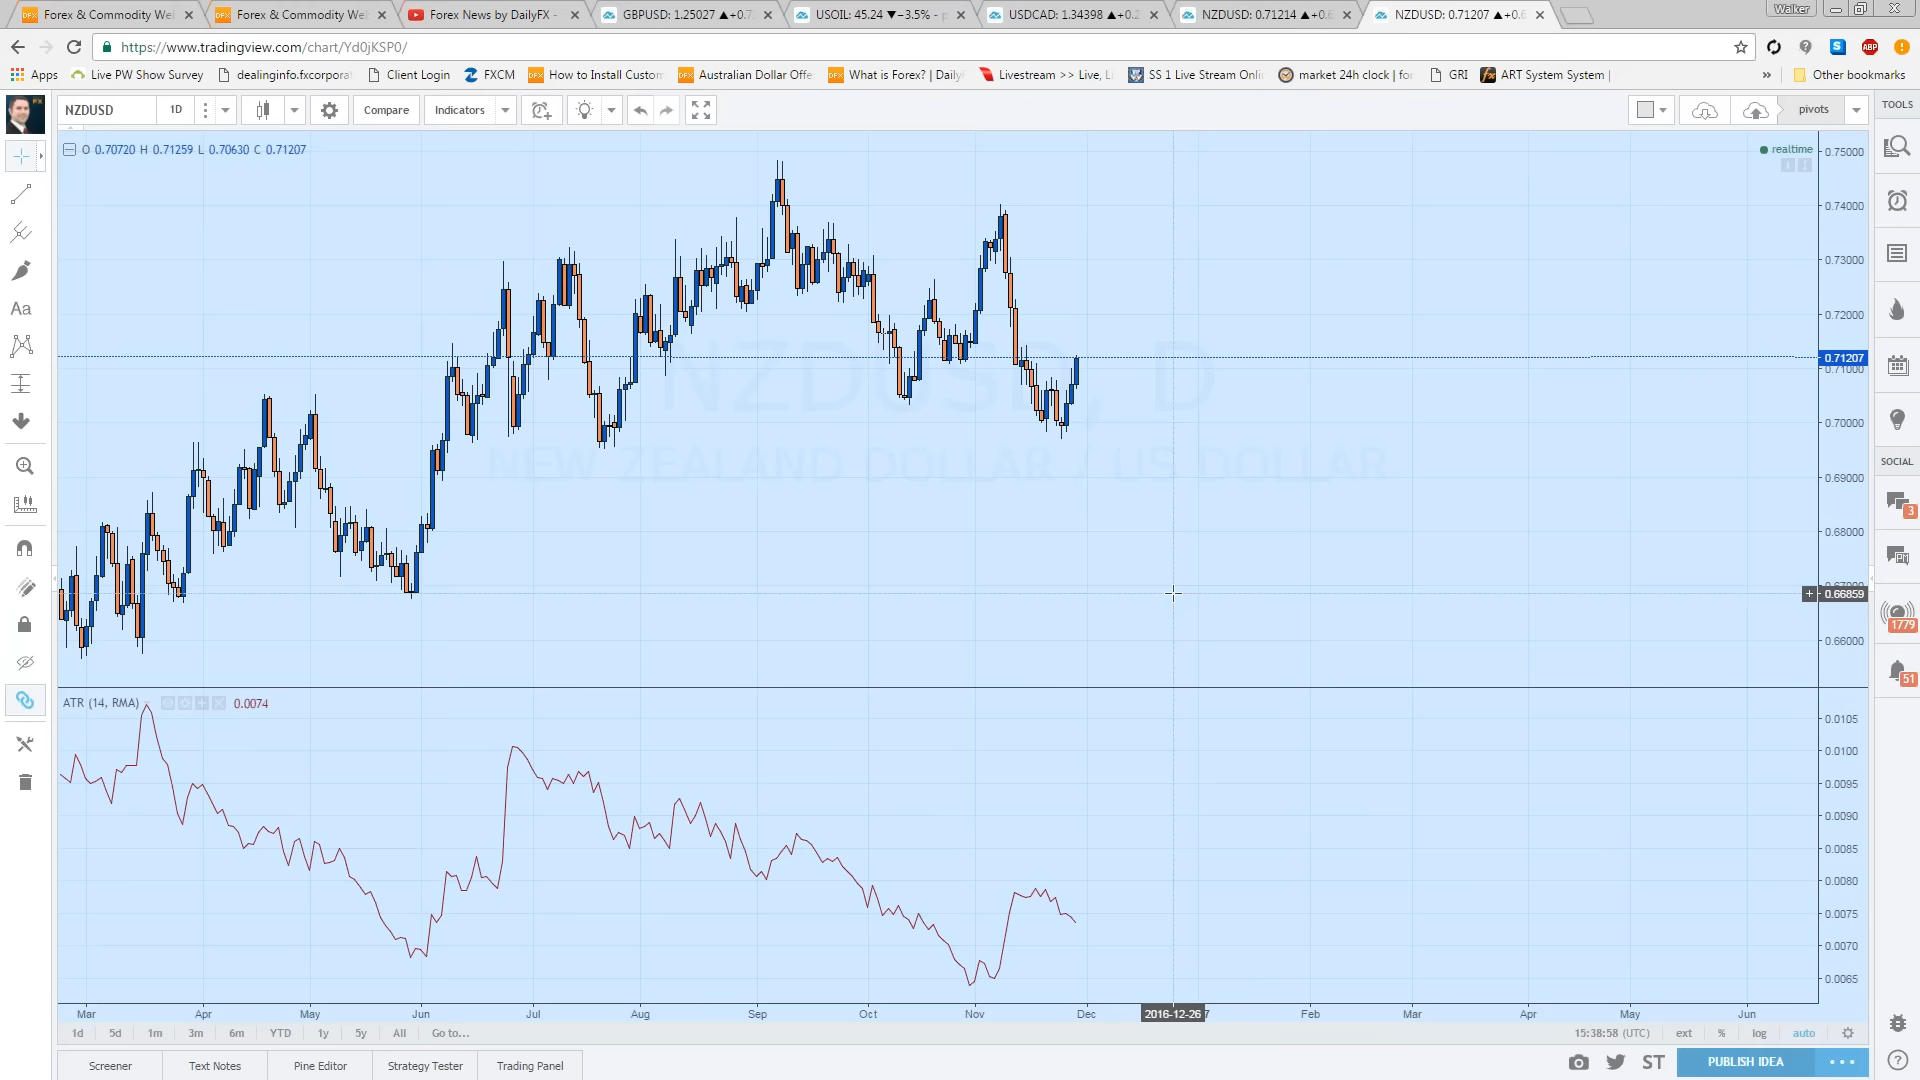 Forex & Commodity Wel
Forex & Commodity Wel
Forex News by DailyFX -
GBPUSD: 1.25027 ▲+0.7
USOIL: 45.24 ▼−3.5% -
USDCAD: 1.34398 ▲+0.2
NZDUSD: 0.71214 ▲+0.6
NZDUSD: 0.71207 ▲+0.6
Walker
https://www.tradingview.com/chart/Yd0jKSP0/
Apps
Live PW Show Survey
dealinginfo.fxcorporat
Client Login
FXCM
How to Install Custom
Australian Dollar Offe
What is Forex? | Daily
Livestream >> Live, Li
SS 1 Live Stream Onli
market 24h clock | fo
GRI
ART System System |
»
Other bookmarks
NZDUSD
1D
Compare
Indicators
pivots
TOOLS
O 0.70720 H 0.71259 L 0.70630 C 0.71207
realtime
0.75000
0.74000
0.73000
0.72000
0.71207
0.71000
0.70000
0.69000
0.68000
0.67000
0.66859
0.66000
NZDUSD, D
NEW ZEALAND DOLLAR / US DOLLAR
Aa
SOCIAL
3
1779
51
ATR (14, RMA)
0.0074
0.0105
0.0100
0.0095
0.0090
0.0085
0.0080
0.0075
0.0070
0.0065
Mar
Apr
May
Jun
Jul
Aug
Sep
Oct
Nov
Dec
2016-12-26
Feb
Mar
Apr
May
Jun
1d
5d
1m
3m
6m
YTD
1y
5y
All
Go to...
15:38:58 (UTC)
ext
%
log
auto
Screener
Text Notes
Pine Editor
Strategy Tester
Trading Panel
ST
PUBLISH IDEA